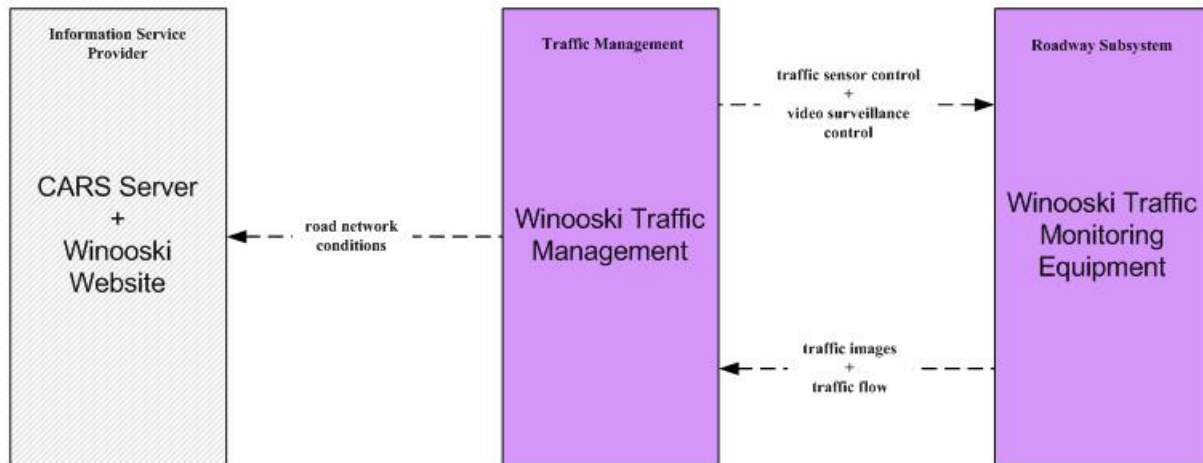 Information Service
Provider
CARS Server
+
Winooski
Website
road network
conditions
Traffic Management
Winooski Traffic
Management
traffic sensor control
+
video surveillance
control
traffic images
+
traffic flow
Roadway Subsystem
Winooski Traffic
Monitoring
Equipment